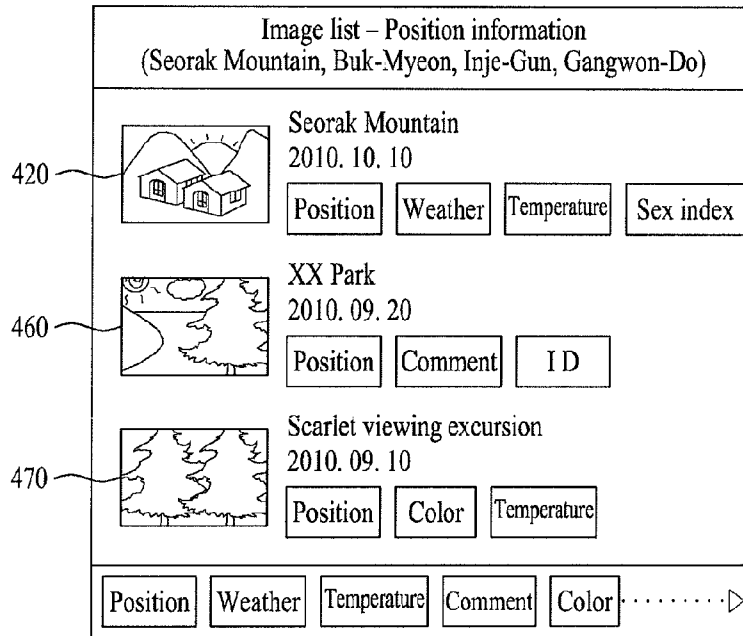 Image list – Position information
(Seorak Mountain, Buk-Myeon, Inje-Gun, Gangwon-Do)
420
Seorak Mountain
2010. 10. 10
Position Weather Temperature Sex index
460
XX Park
2010. 09. 20
Position Comment ID
470
Scarlet viewing excursion
2010. 09. 10
Position Color Temperature
Position Weather Temperature Comment Color